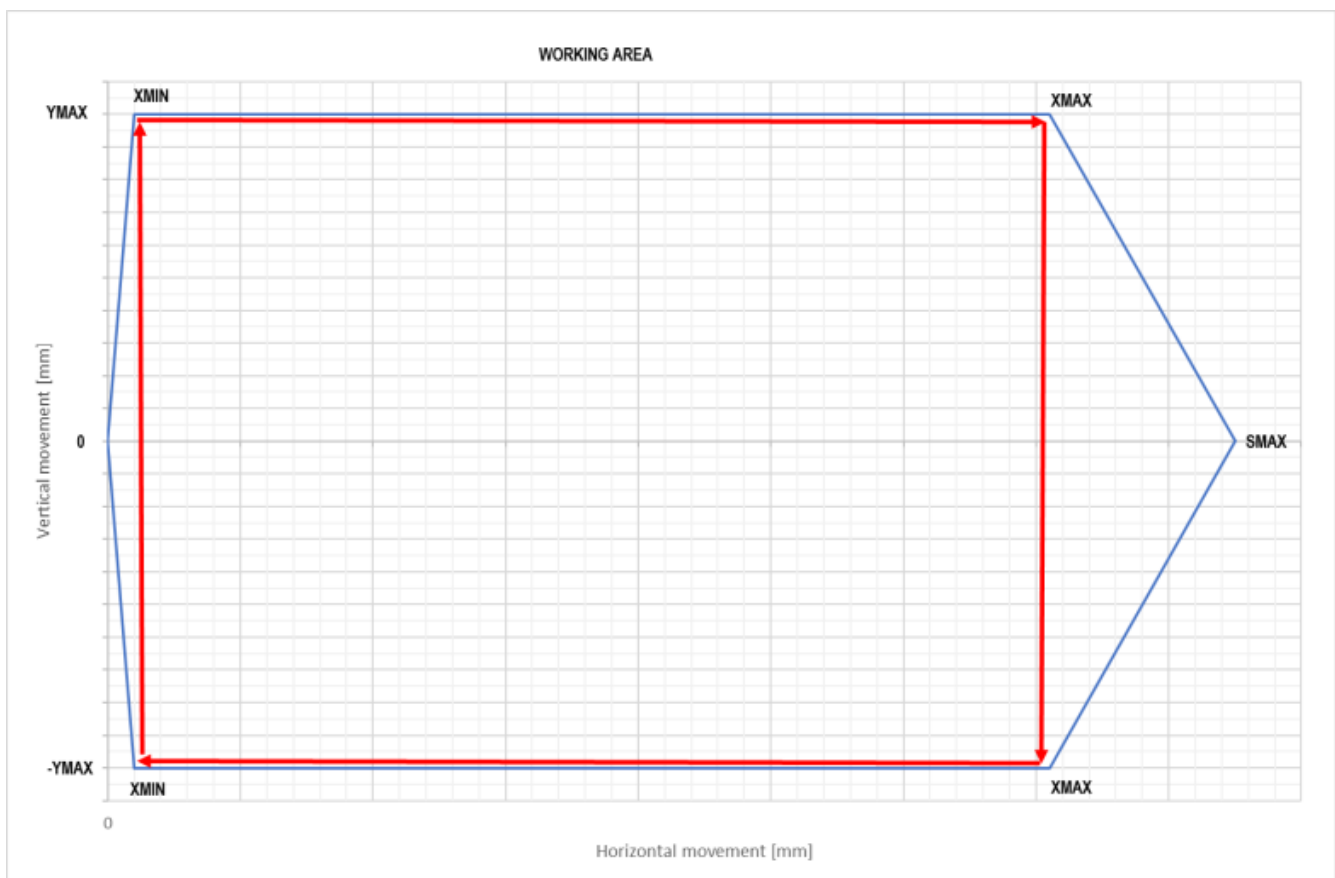 WORKING AREA
XMIN
XMAX
YMAX
Vertical movement [mm]
0
SMAX
-YMAX
XMIN
XMAX
0
Horizontal movement [mm]